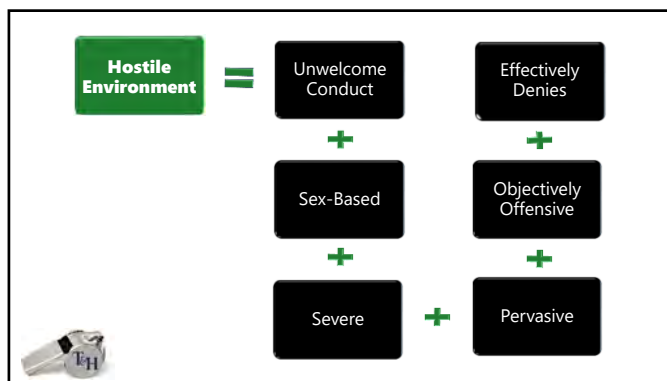 Hostile
Environment
=
Unwelcome
Conduct
+
Sex-Based
+
Severe
+
Pervasive
+
Objectively
Offensive
+
Effectively
Denies
T&H